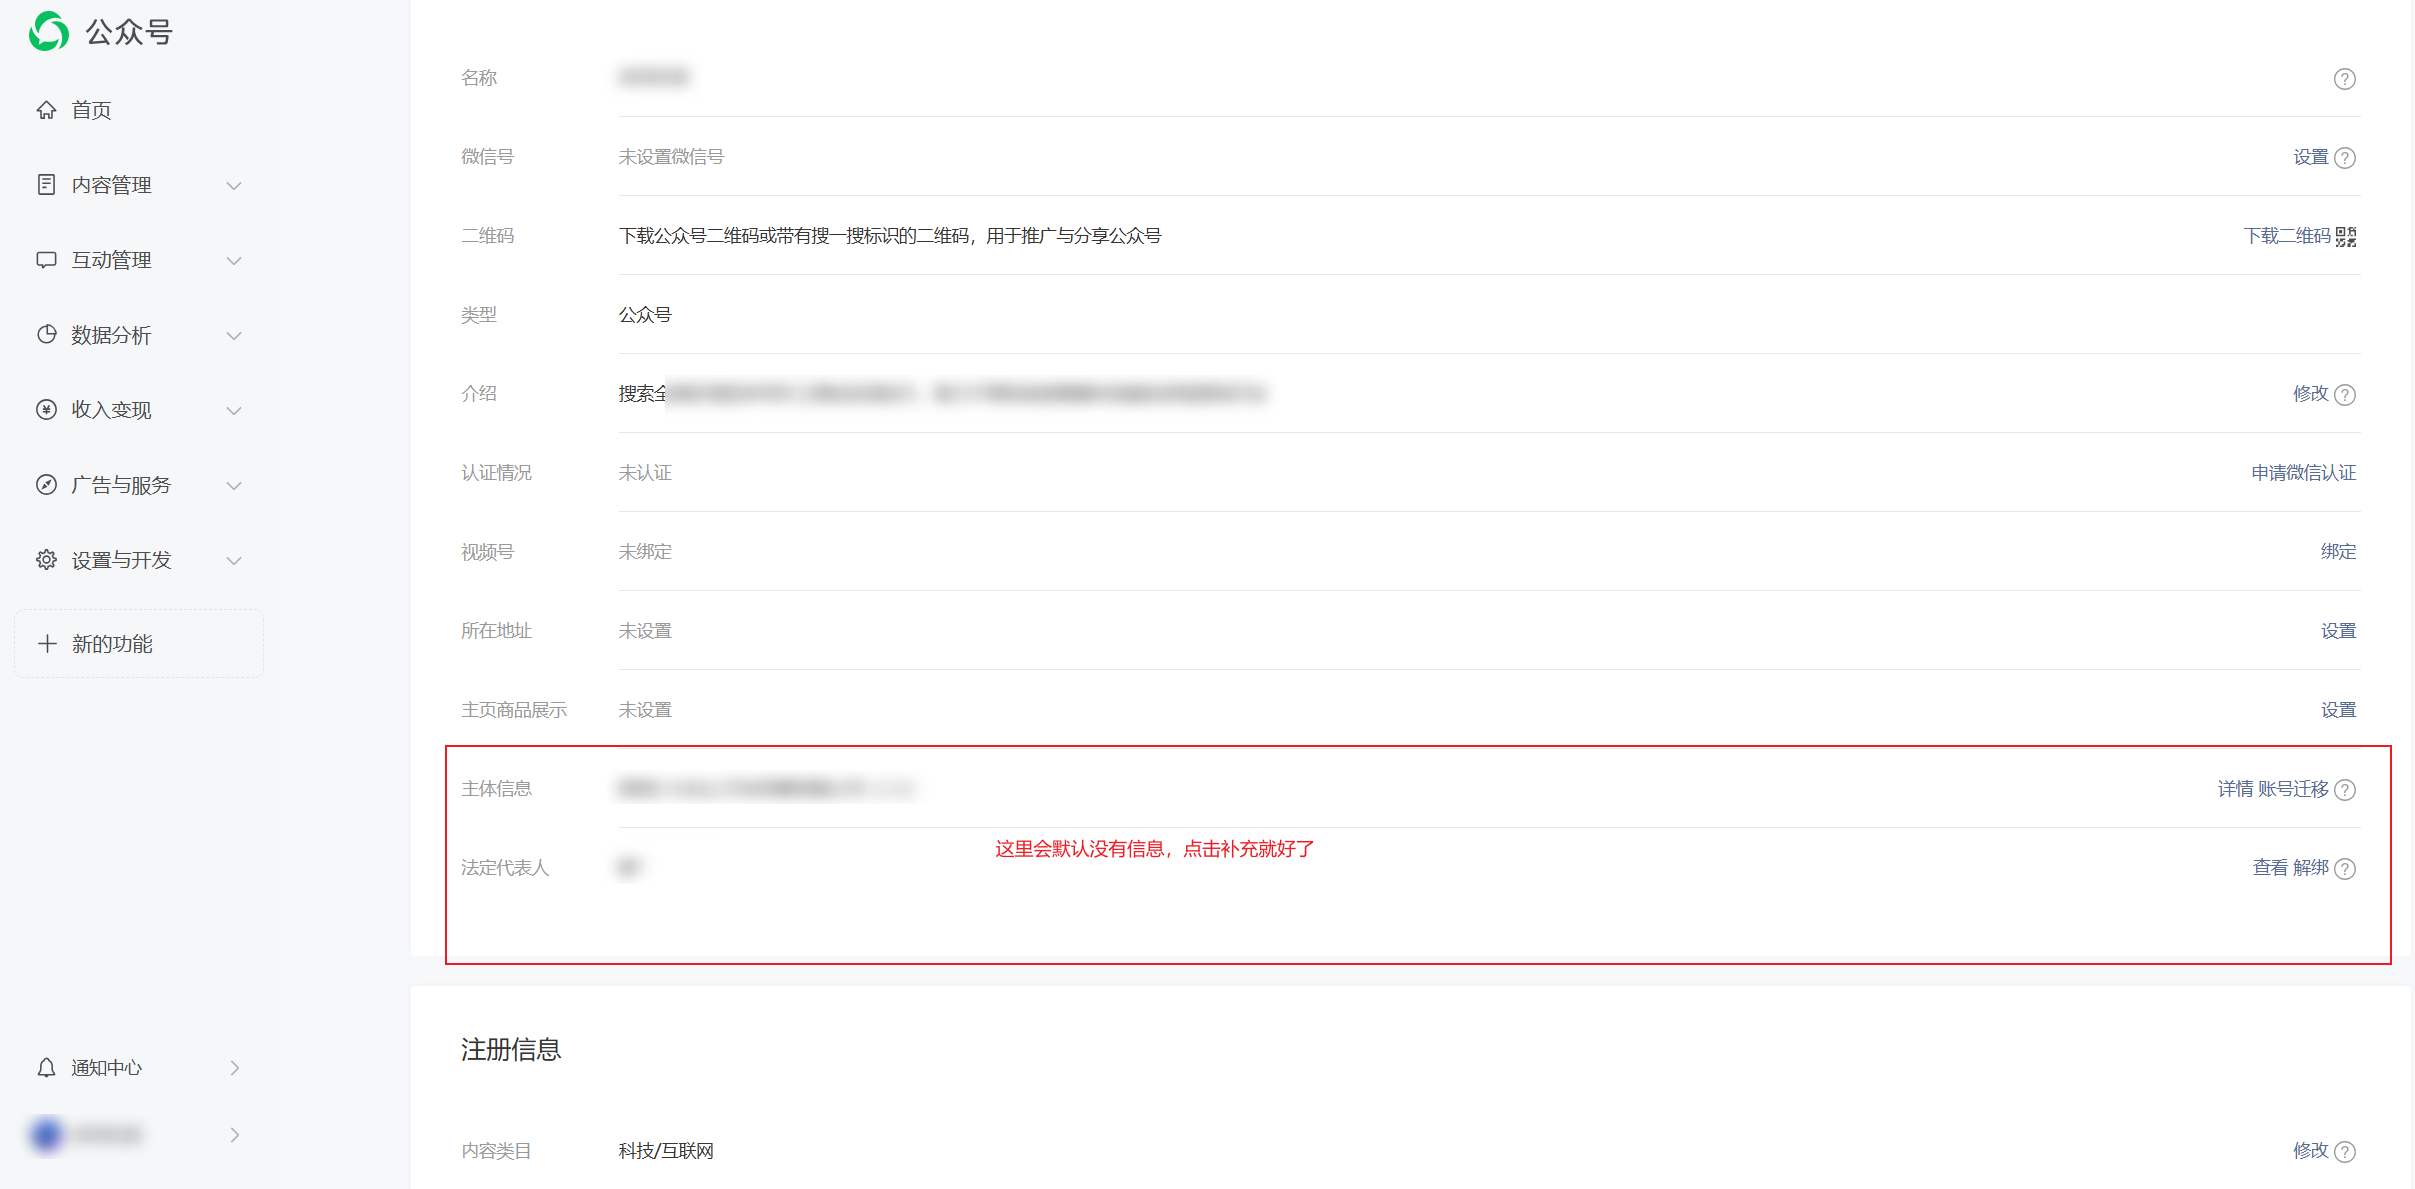 公众号
首页
内容管理
互动管理
数据分析
收入变现
广告与服务
设置与开发
新的功能
通知中心
名称
微信号 未设置微信号 设置
二维码 下载公众号二维码或带有搜一搜标识的二维码，用于推广与分享公众号 下载二维码
类型 公众号
介绍 搜索全 修改
认证情况 未认证 申请微信认证
视频号 未绑定 绑定
所在地址 未设置 设置
主页商品展示 未设置 设置
主体信息 详情 账号迁移
这里会默认没有信息，点击补充就好了
法定代表人 查看 解绑
注册信息
内容类目 科技/互联网 修改